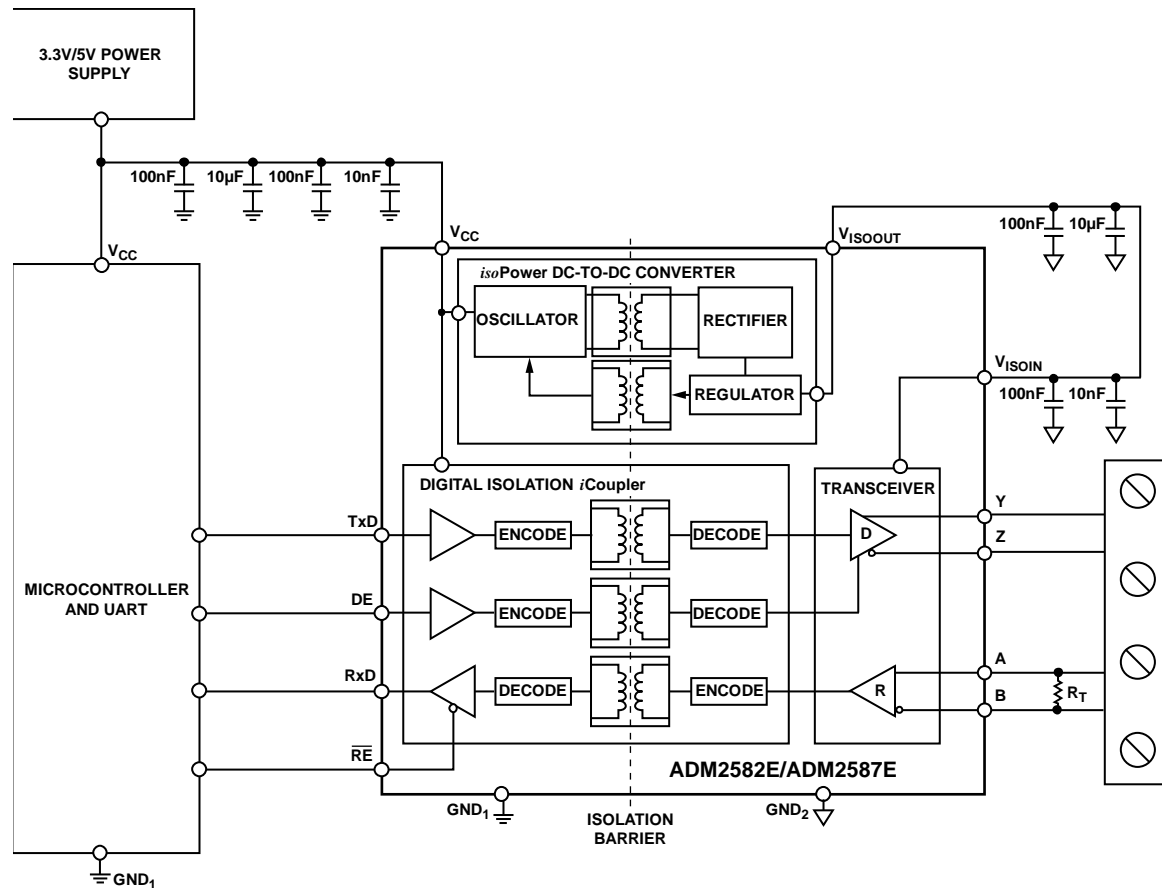 3.3V/5V POWER
SUPPLY
100nF
10µF
100nF
10nF
100nF
10µF
VCC
VCC
VISOOUT
isoPower DC-TO-DC CONVERTER
OSCILLATOR
RECTIFIER
REGULATOR
VISOIN
100nF
10nF
DIGITAL ISOLATION iCoupler
TRANSCEIVER
TxD
ENCODE
DECODE
D
Y
Z
MICROCONTROLLER
AND UART
DE
ENCODE
DECODE
RxD
DECODE
ENCODE
R
A
B
RT
RE
ADM2582E/ADM2587E
GND1
ISOLATION
BARRIER
GND2
GND1